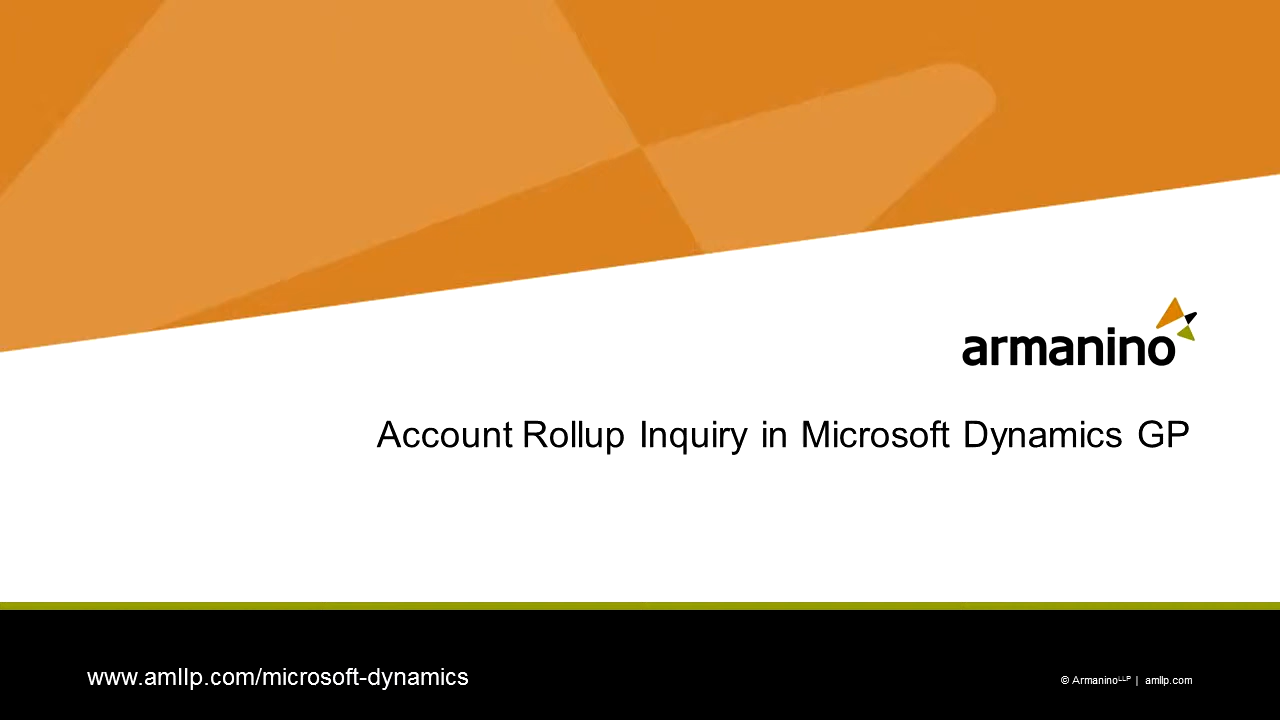 armanino
Account Rollup Inquiry in Microsoft Dynamics GP
www.amllp.com/microsoft-dynamics
© ArmaninoLLP | amllp.com